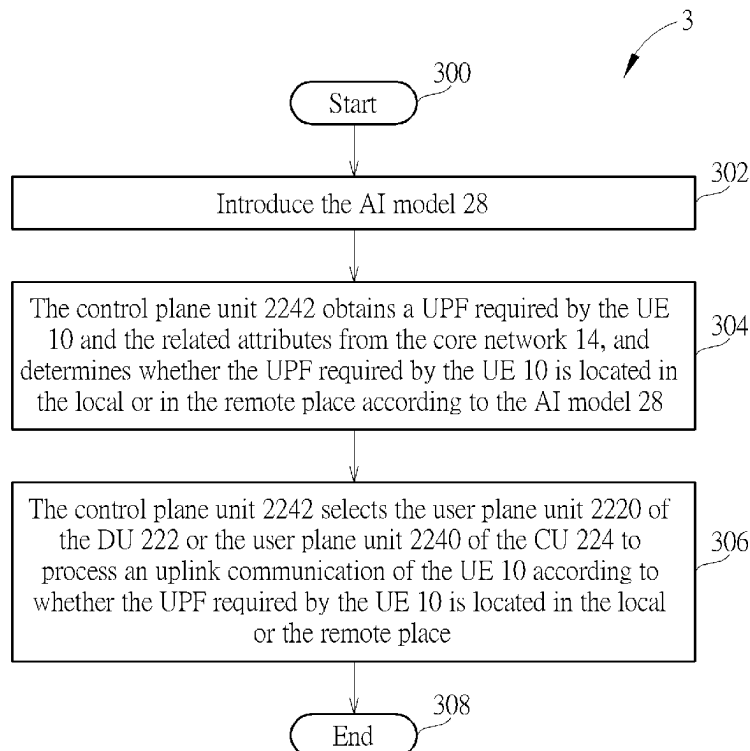 3
300
Start
302
Introduce the AI model 28
The control plane unit 2242 obtains a UPF required by the UE
10 and the related attributes from the core network 14, and
determines whether the UPF required by the UE 10 is located in
the local or in the remote place according to the AI model 28
304
The control plane unit 2242 selects the user plane unit 2220 of
the DU 222 or the user plane unit 2240 of the CU 224 to
process an uplink communication of the UE 10 according to
whether the UPF required by the UE 10 is located in the local
or the remote place
306
308
End